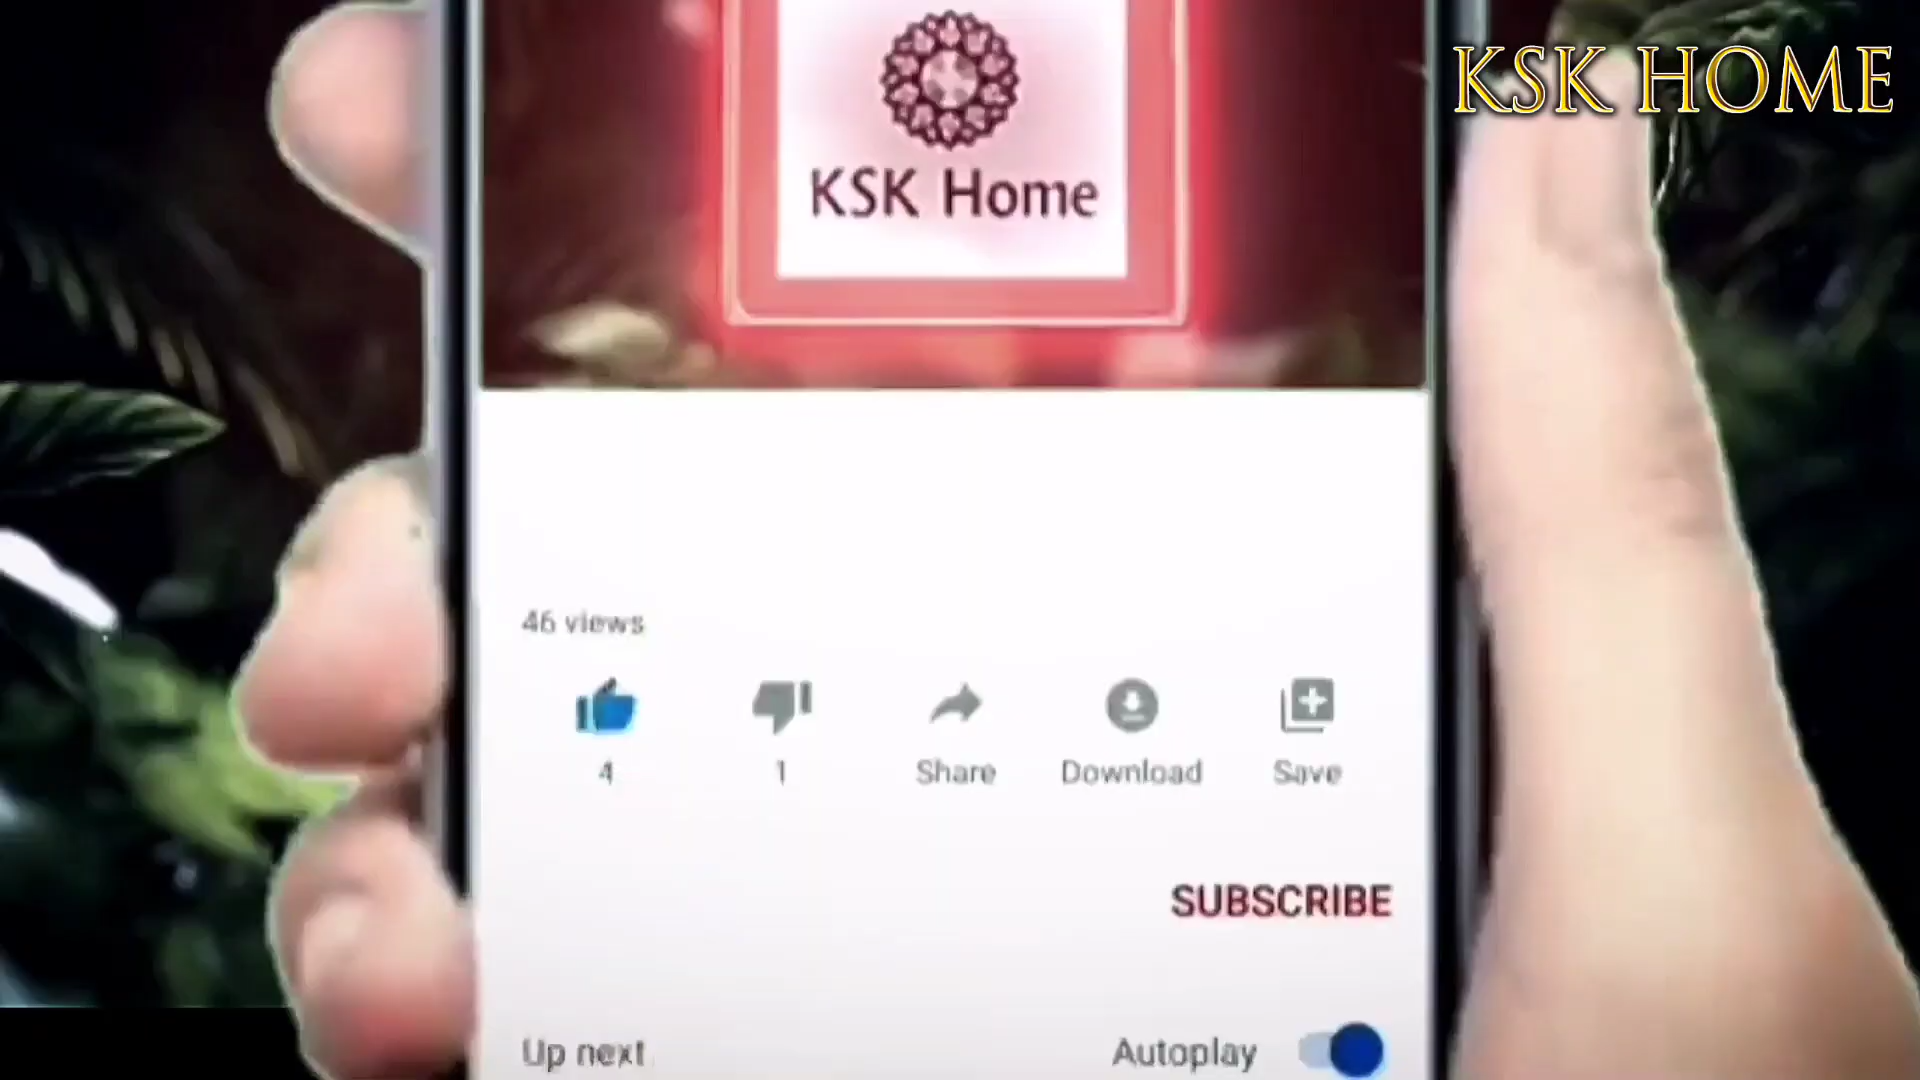 KSK HOME
KSK Home
46 views
4 1 Share Download Save
SUBSCRIBE
Up next Autoplay